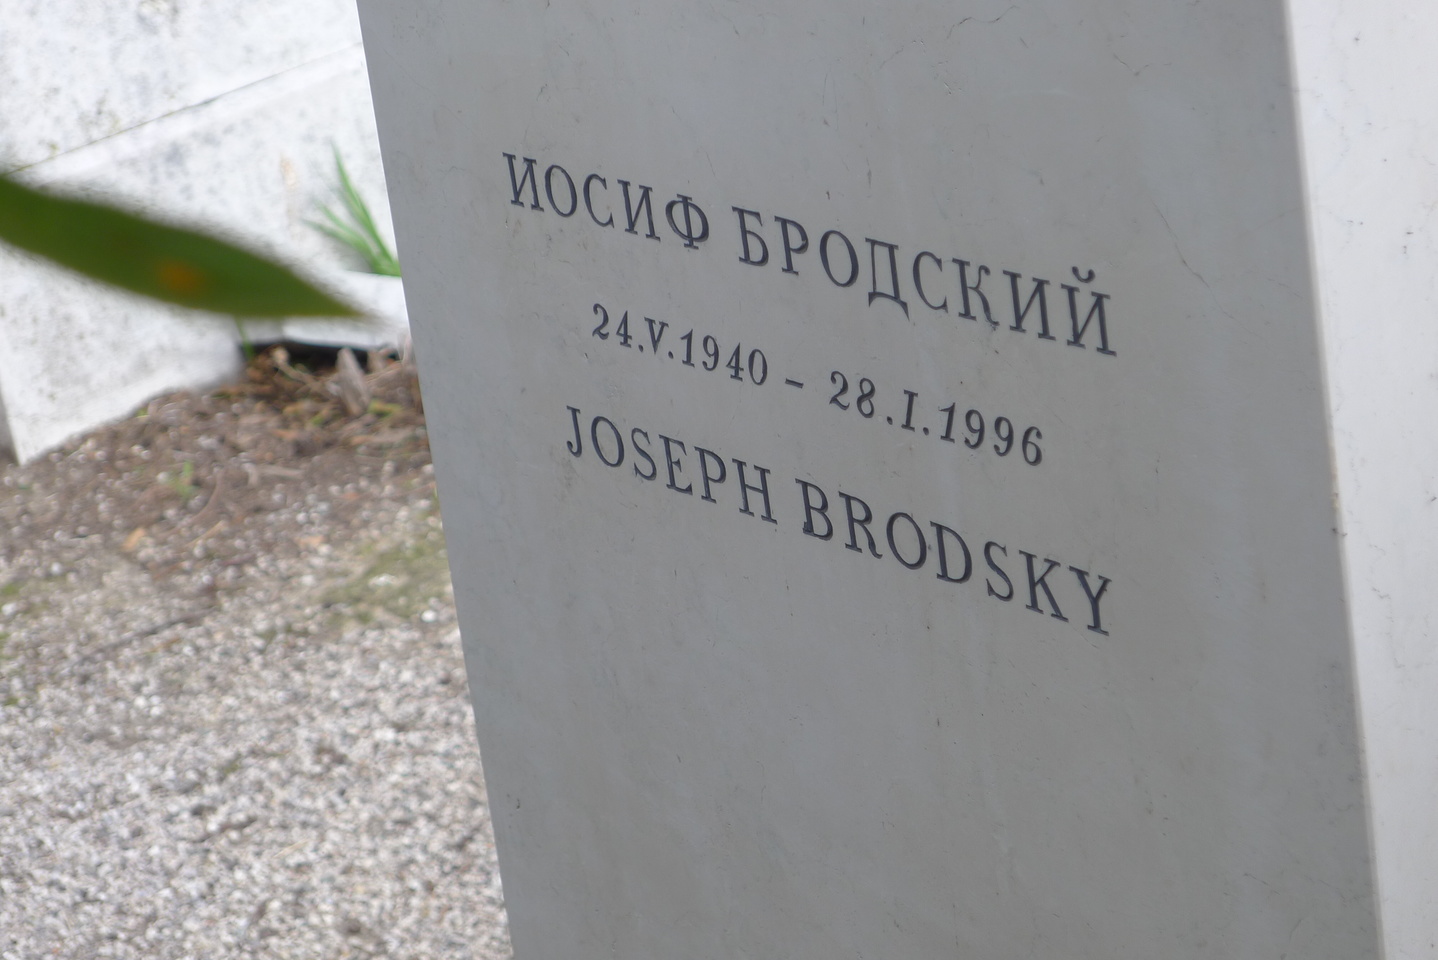 ИОСИФ БРОДСКИЙ
24.V.1940 – 28.I.1996
JOSEPH BRODSKY